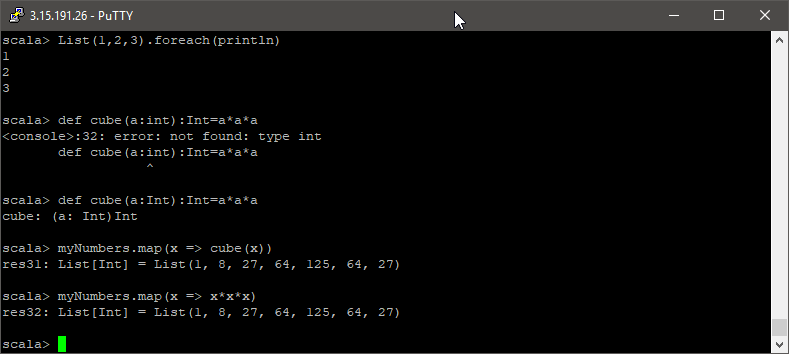 3.15.191.26 - PuTTY
scala> List(1,2,3).foreach(println)
1
2
3
scala> def cube(a:int):Int=a*a*a
<console>:32: error: not found: type int
       def cube(a:int):Int=a*a*a
                  ^
scala> def cube(a:Int):Int=a*a*a
cube: (a: Int)Int
scala> myNumbers.map(x => cube(x))
res31: List[Int] = List(1, 8, 27, 64, 125, 64, 27)
scala> myNumbers.map(x => x*x*x)
res32: List[Int] = List(1, 8, 27, 64, 125, 64, 27)
scala>